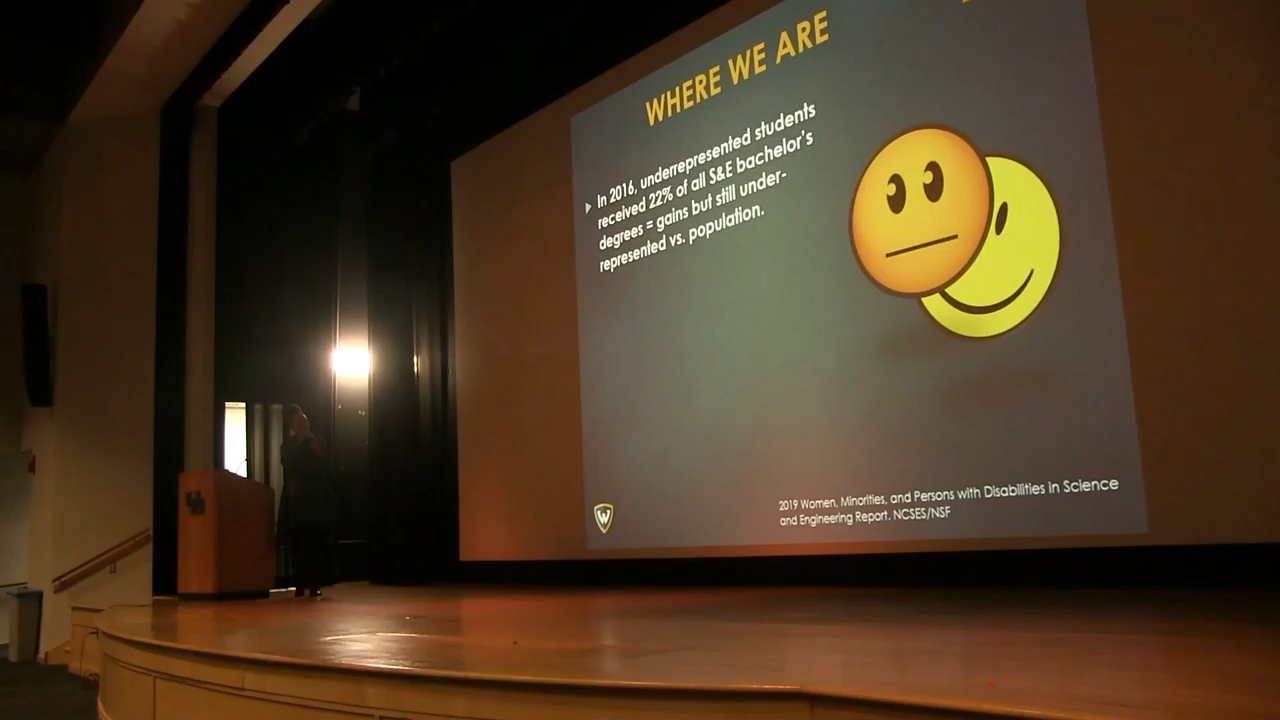 WHERE WE ARE
In 2016, underrepresented students
received 22% of all S&E bachelor's
degrees = gains but still under-
represented vs. population.
2019 Women, Minorities, and Persons with Disabilities in Science
and Engineering Report. NCSES/NSF
W